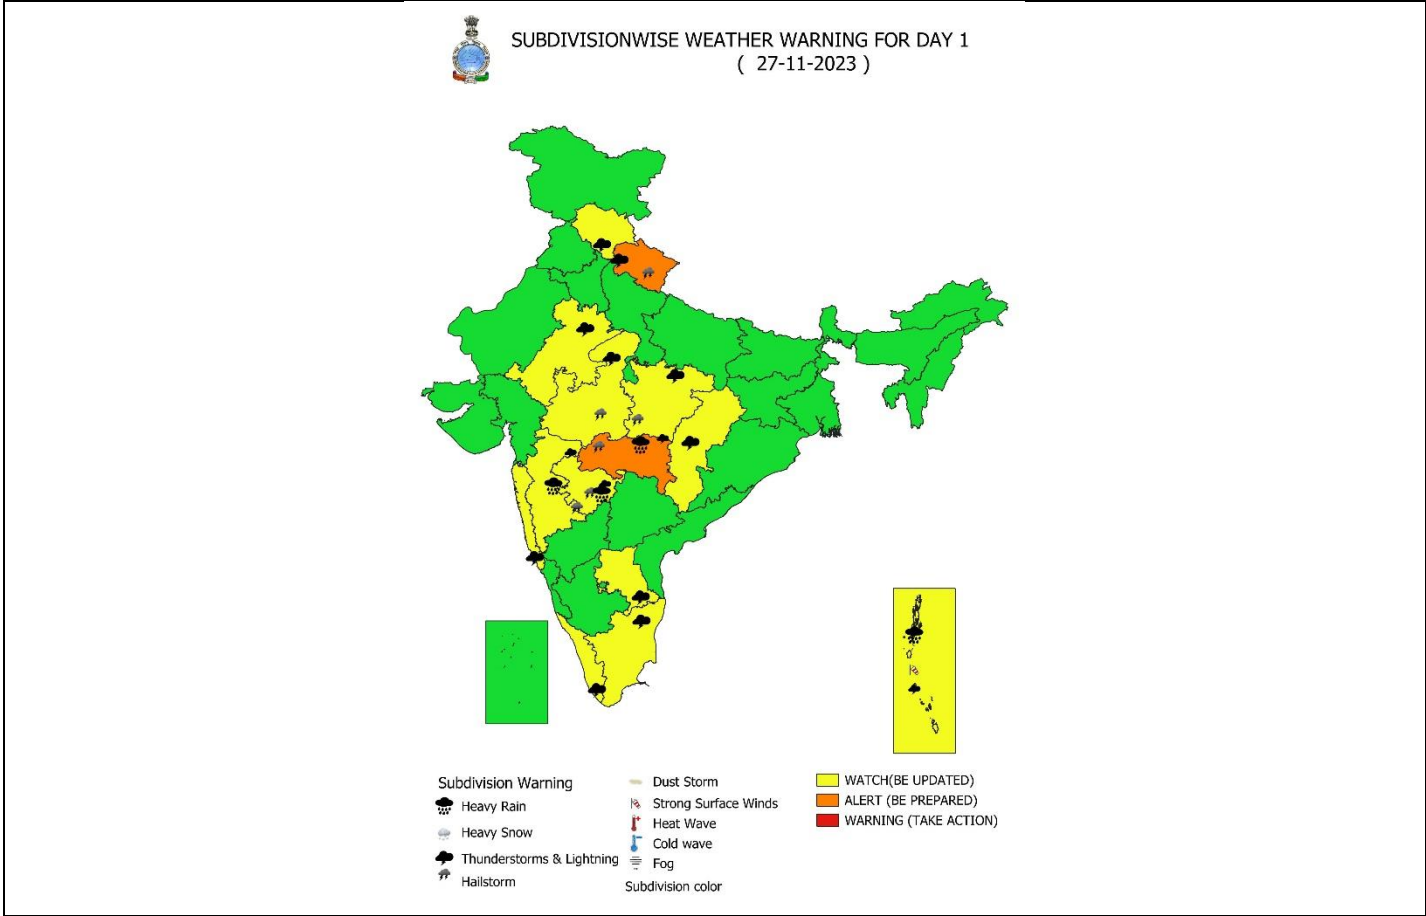 SUBDIVISIONWISE WEATHER WARNING FOR DAY 1
( 27-11-2023 )
Subdivision Warning
Heavy Rain
Heavy Snow
Thunderstorms & Lightning
Hailstorm
Dust Storm
Strong Surface Winds
Heat Wave
Cold wave
Fog
Subdivision color
WATCH(BE UPDATED)
ALERT (BE PREPARED)
WARNING (TAKE ACTION)